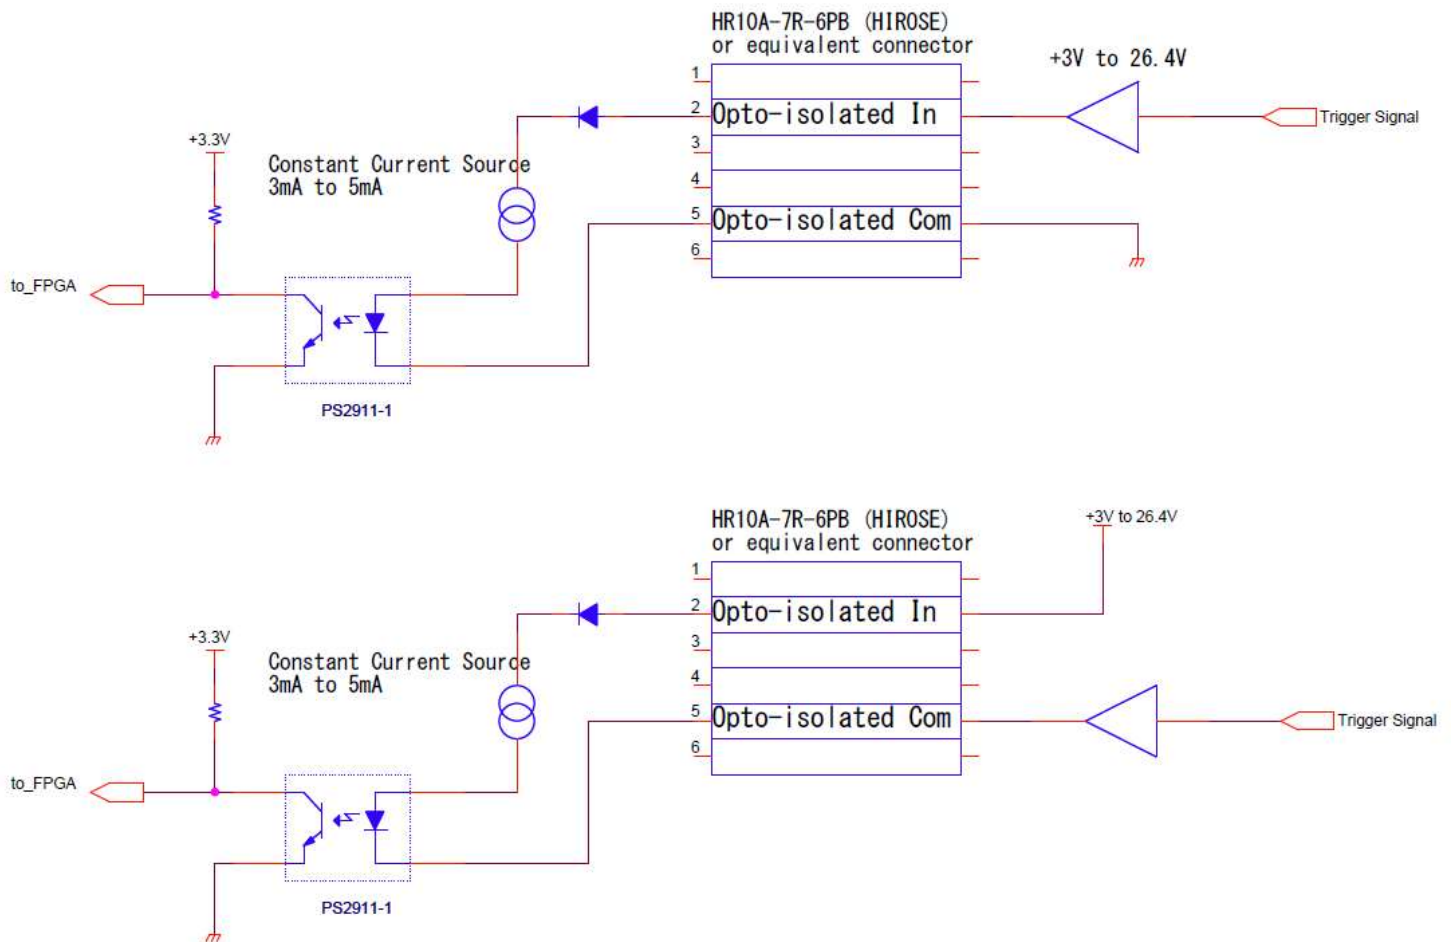 HR10A-7R-6PB (HIROSE)
or equivalent connector
+3V to 26.4V
1
2
Opto-isolated In
Trigger Signal
+3.3V
3
Constant Current Source
3mA to 5mA
4
5
Opto-isolated Com
6
to_FPGA
PS2911-1
HR10A-7R-6PB (HIROSE)
or equivalent connector
+3V to 26.4V
1
2
Opto-isolated In
+3.3V
3
Constant Current Source
3mA to 5mA
4
5
Opto-isolated Com
Trigger Signal
6
to_FPGA
PS2911-1